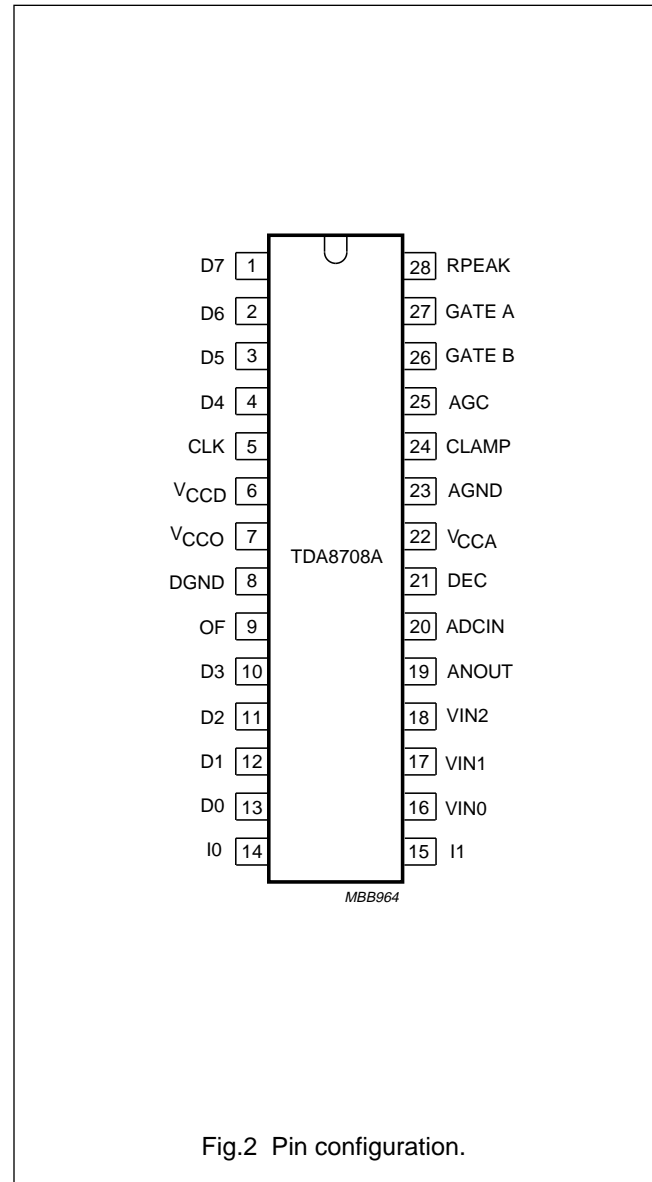 D7 1 28 RPEAK
D6 2 27 GATE A
D5 3 26 GATE B
D4 4 25 AGC
CLK 5 24 CLAMP
VCCD 6 23 AGND
VCCO 7 22 VCCA
TDA8708A
DGND 8 21 DEC
OF 9 20 ADCIN
D3 10 19 ANOUT
D2 11 18 VIN2
D1 12 17 VIN1
D0 13 16 VIN0
I0 14 15 I1
MBB964
Fig.2 Pin configuration.